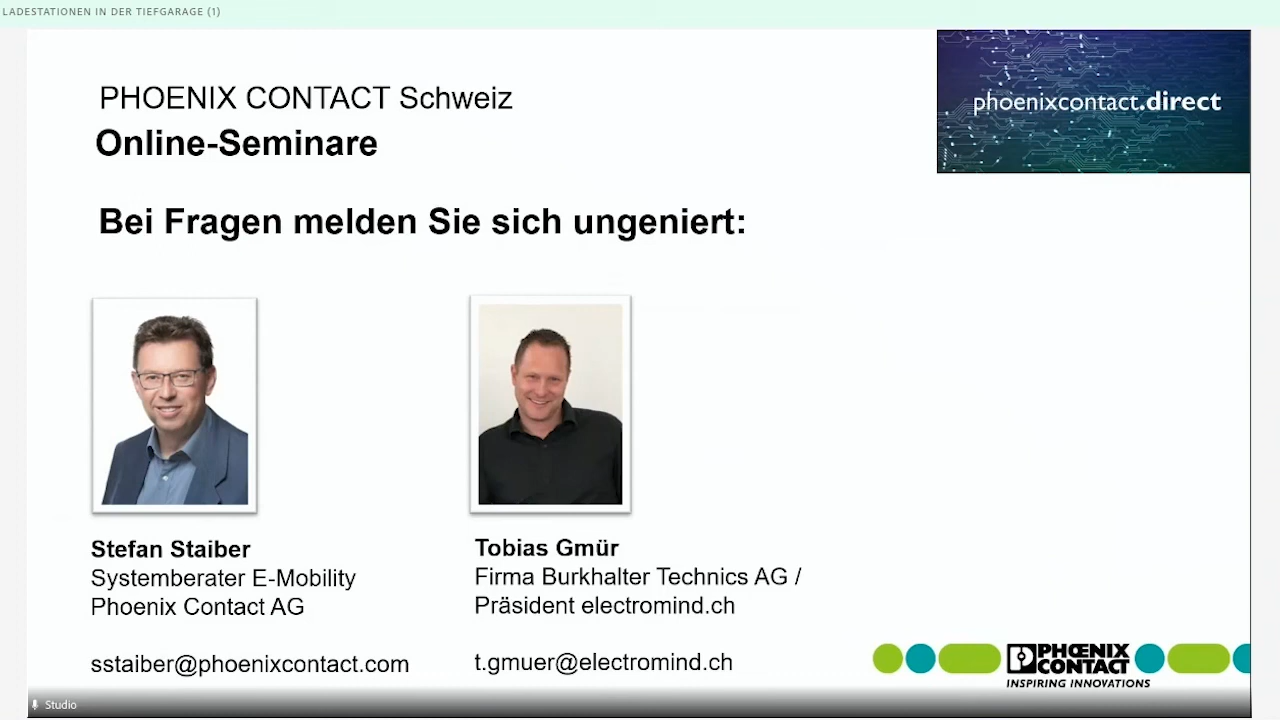 LADESTATIONEN IN DER TIEFGARAGE (1)
PHOENIX CONTACT Schweiz
Online-Seminare
phoenixcontact.direct
Bei Fragen melden Sie sich ungeniert:
Stefan Staiber
Systemberater E-Mobility
Phoenix Contact AG
sstaiber@phoenixcontact.com
Tobias Gmür
Firma Burkhalter Technics AG /
Präsident electromind.ch
t.gmuer@electromind.ch
PHŒNIX
CONTACT
INSPIRING INNOVATIONS
Studio